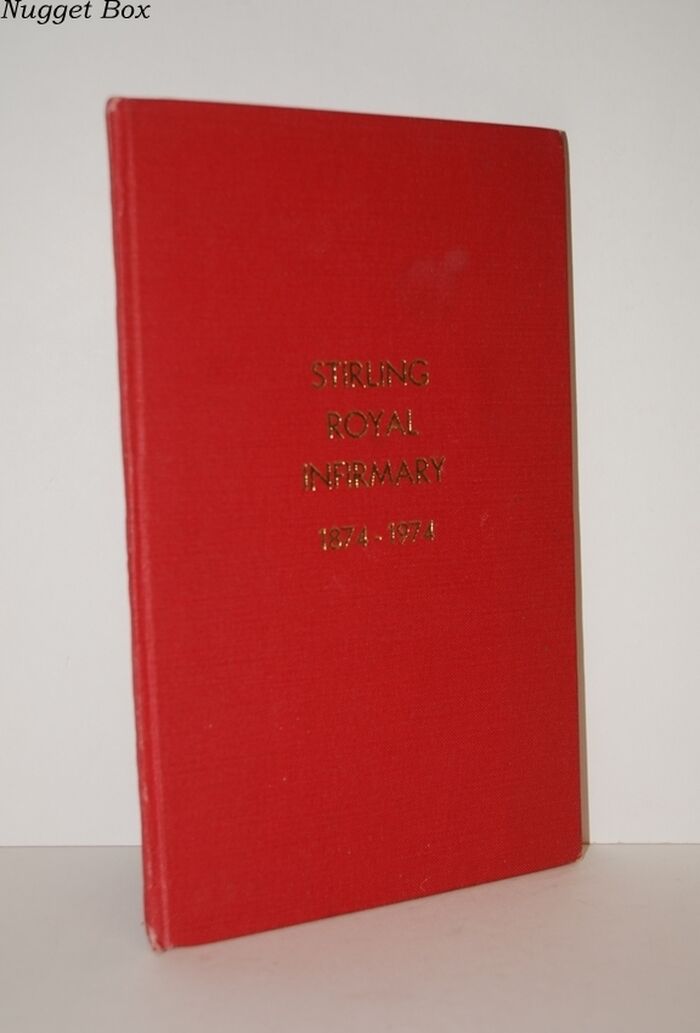 Nugget Box
STIRLING
ROYAL
INFIRMARY
1874-1974